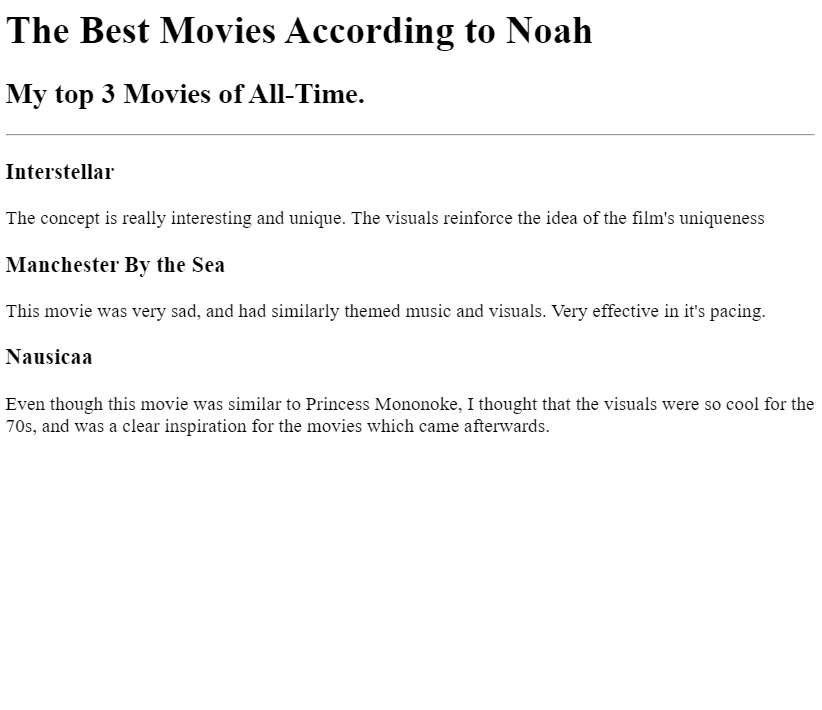 The Best Movies According to Noah
My top 3 Movies of All-Time.
Interstellar
The concept is really interesting and unique. The visuals reinforce the idea of the film's uniqueness
Manchester By the Sea
This movie was very sad, and had similarly themed music and visuals. Very effective in it's pacing.
Nausicaa
Even though this movie was similar to Princess Mononoke, I thought that the visuals were so cool for the
70s, and was a clear inspiration for the movies which came afterwards.